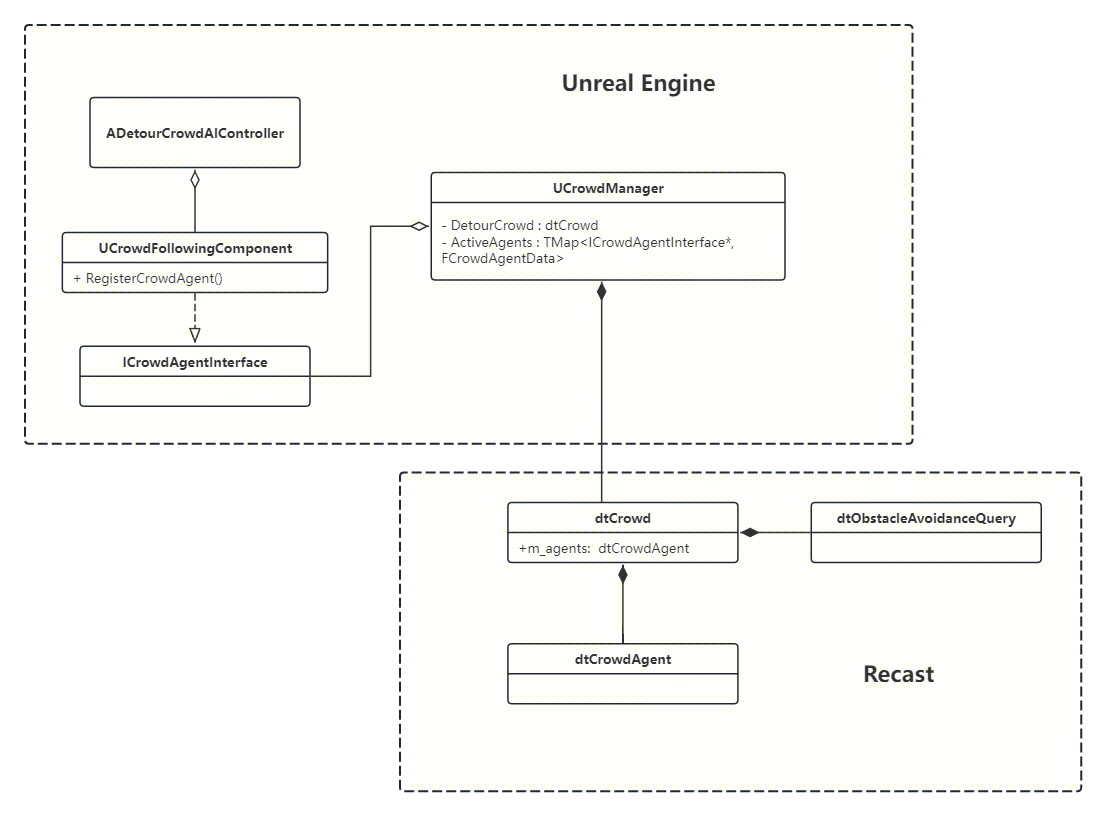 Unreal Engine
ADetourCrowdAIController
UCrowdManager
- DetourCrowd : dtCrowd
- ActiveAgents : TMap<ICrowdAgentInterface*,
FCrowdAgentData>
UCrowdFollowingComponent
+ RegisterCrowdAgent()
ICrowdAgentInterface
dtCrowd
+m_agents: dtCrowdAgent
dtObstacleAvoidanceQuery
dtCrowdAgent
Recast